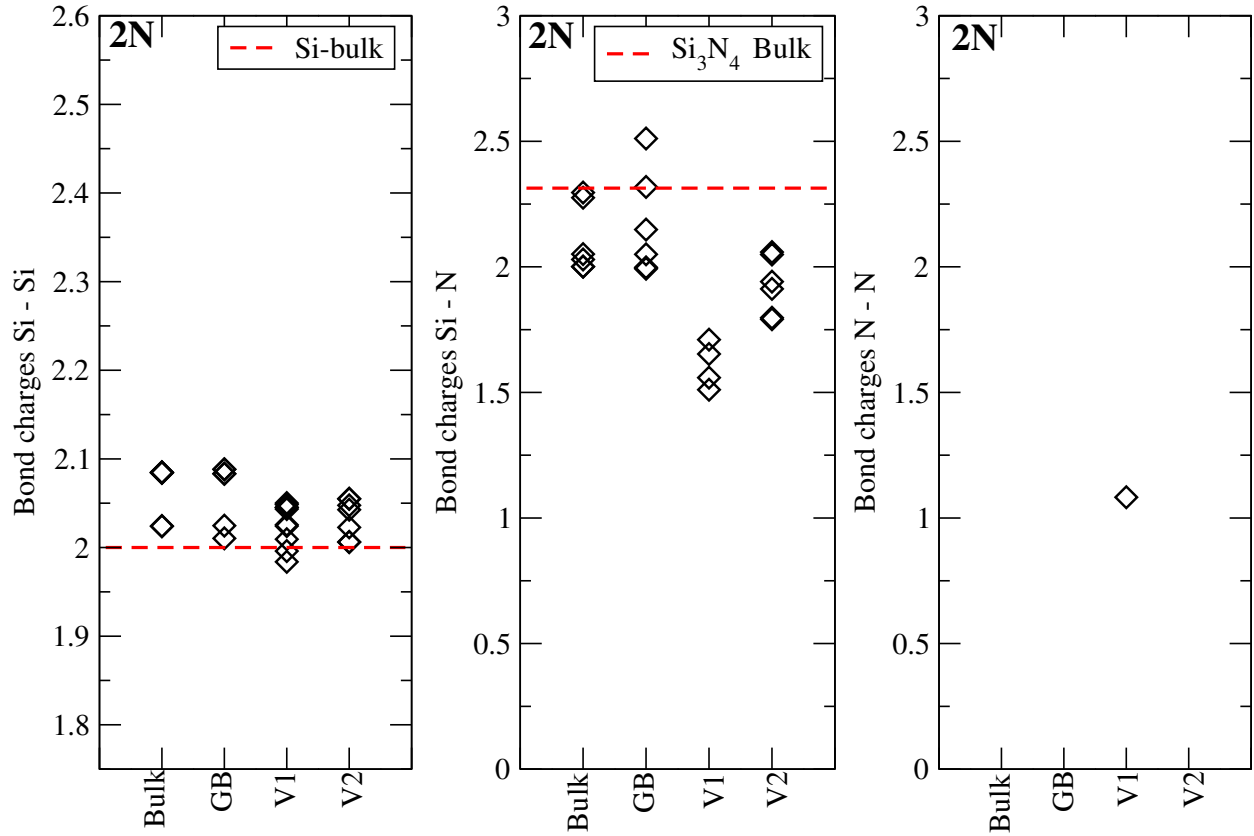 2N
Si-bulk
Bond charges Si - Si
2.6
2.5
2.4
2.3
2.2
2.1
2
1.9
1.8
Bulk
GB
V1
V2
2N
Si₃N₄ Bulk
Bond charges Si - N
3
2.5
2
1.5
1
0.5
0
Bulk
GB
V1
V2
2N
Bond charges N - N
3
2.5
2
1.5
1
0.5
0
Bulk
GB
V1
V2